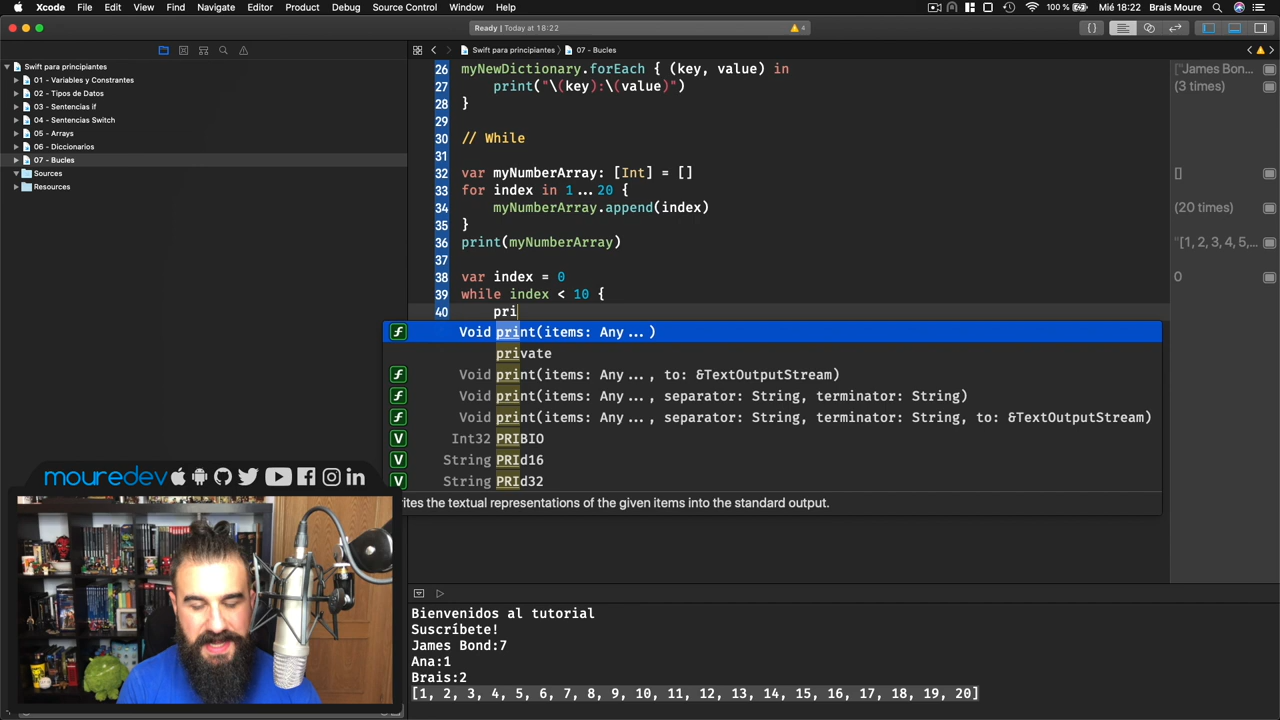 Xcode File Edit View Find Navigate Editor Product Debug Source Control Window Help 100 % Mié 18:22 Brais Moure
Ready | Today at 18:22 4
Swift para principiantes 07 - Bucles
Swift para principiantes
01 - Variables y Constrantes
02 - Tipos de Datos
03 - Sentencias if
04 - Sentencias Switch
05 - Arrays
06 - Diccionarios
07 - Bucles
Sources
Resources
26 myNewDictionary.forEach { (key, value) in ["James Bond...
27 print("\(key):\(value)") (3 times)
28 }
29
30 // While
31
32 var myNumberArray: [Int] = [] []
33 for index in 1...20 {
34 myNumberArray.append(index) (20 times)
35 }
36 print(myNumberArray) "[1, 2, 3, 4, 5,...
37
38 var index = 0 0
39 while index < 10 {
40 pri
f Void print(items: Any...)
private
f Void print(items: Any..., to: &TextOutputStream)
f Void print(items: Any..., separator: String, terminator: String)
f Void print(items: Any..., separator: String, terminator: String, to: &TextOutputStream)
V Int32 PRIBIO
V String PRId16
V String PRId32
rites the textual representations of the given items into the standard output.
mouredev
Bienvenidos al tutorial
Suscríbete!
James Bond:7
Ana:1
Brais:2
[1, 2, 3, 4, 5, 6, 7, 8, 9, 10, 11, 12, 13, 14, 15, 16, 17, 18, 19, 20]